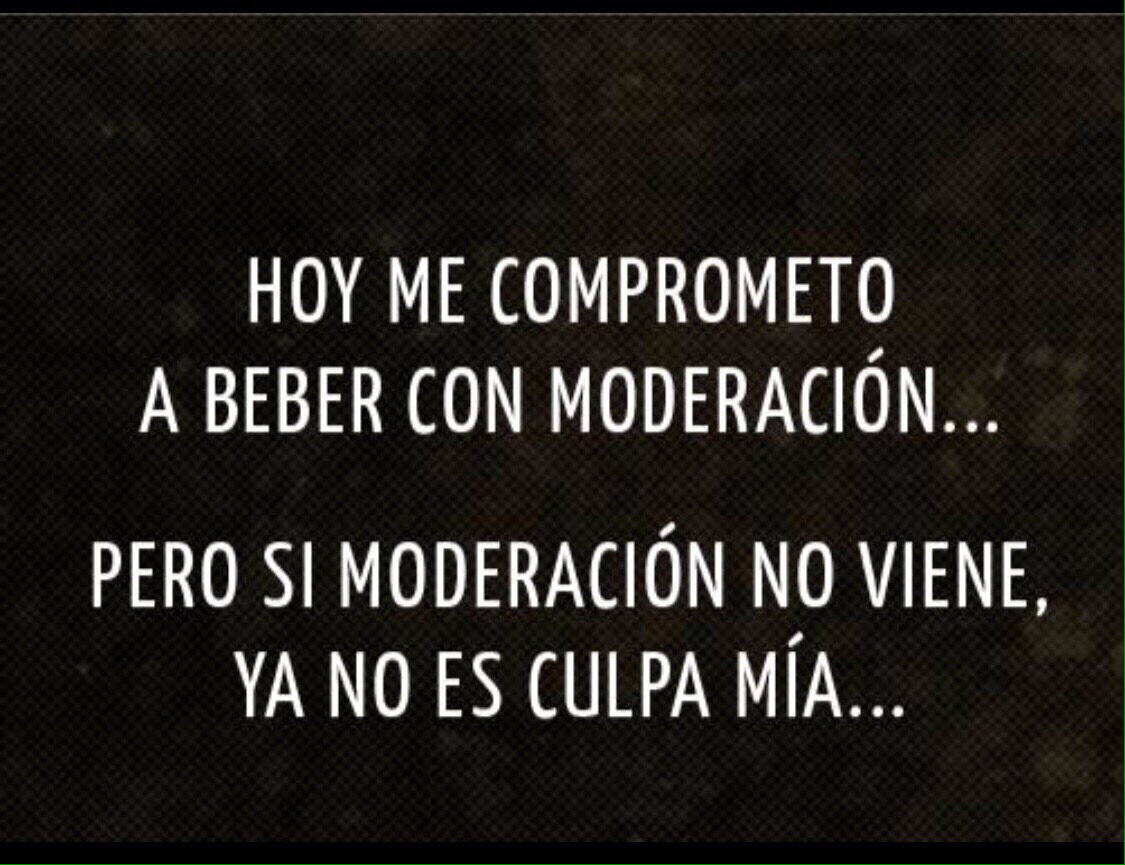 HOY ME COMPROMETO
A BEBER CON MODERACIÓN...
PERO SI MODERACIÓN NO VIENE,
YA NO ES CULPA MÍA...